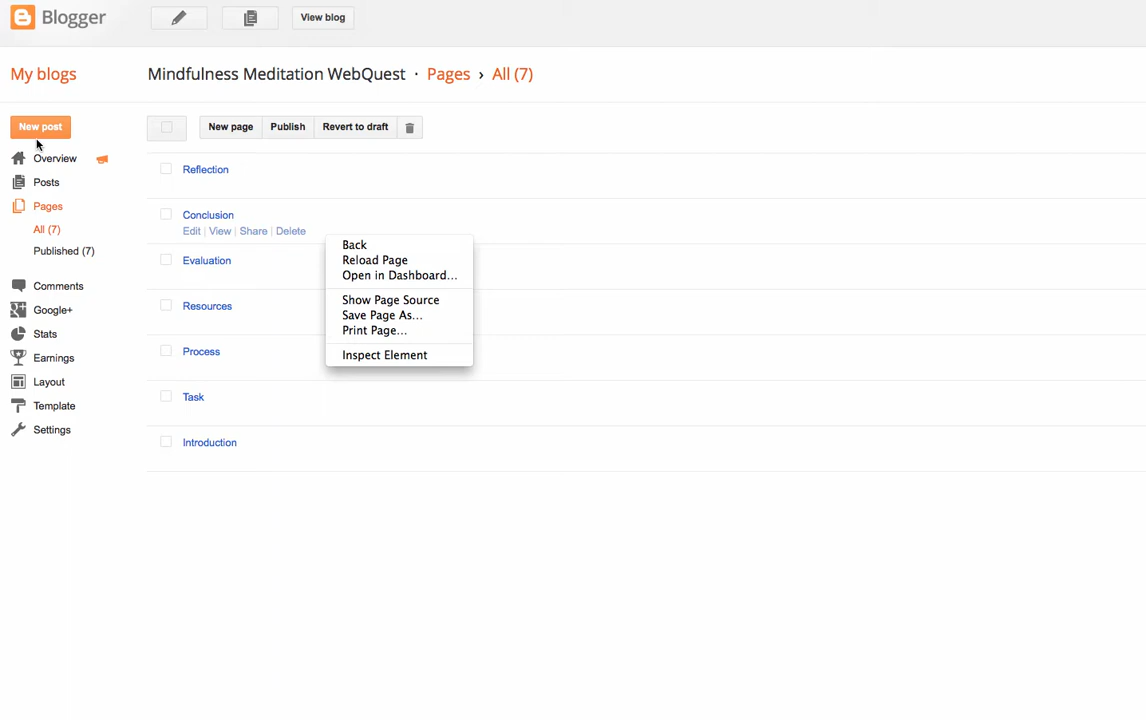 Blogger
View blog
My blogs
Mindfulness Meditation WebQuest · Pages › All (7)
New post
New page
Publish
Revert to draft
Overview
Posts
Pages
All (7)
Published (7)
Comments
Google+
Stats
Earnings
Layout
Template
Settings
Reflection
Conclusion
Edit | View | Share | Delete
Evaluation
Resources
Process
Task
Introduction
Back
Reload Page
Open in Dashboard...
Show Page Source
Save Page As...
Print Page...
Inspect Element